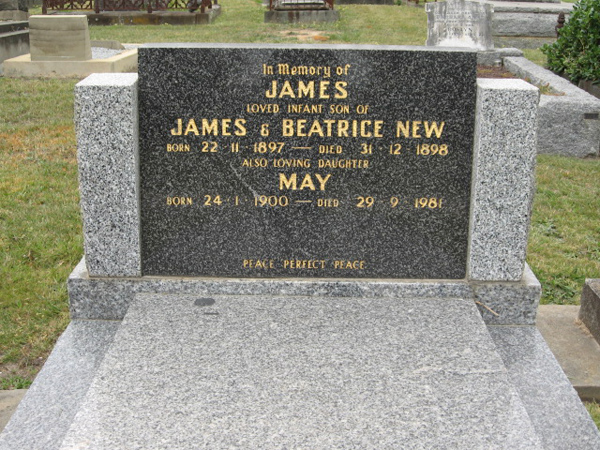 In Memory of
JAMES
LOVED INFANT SON OF
JAMES & BEATRICE NEW
BORN 22 · 11 1897 — DIED 31 · 12 1898
ALSO LOVING DAUGHTER
MAY
BORN 24 · 1 1900 — DIED 29 · 9 1981
PEACE PERFECT PEACE